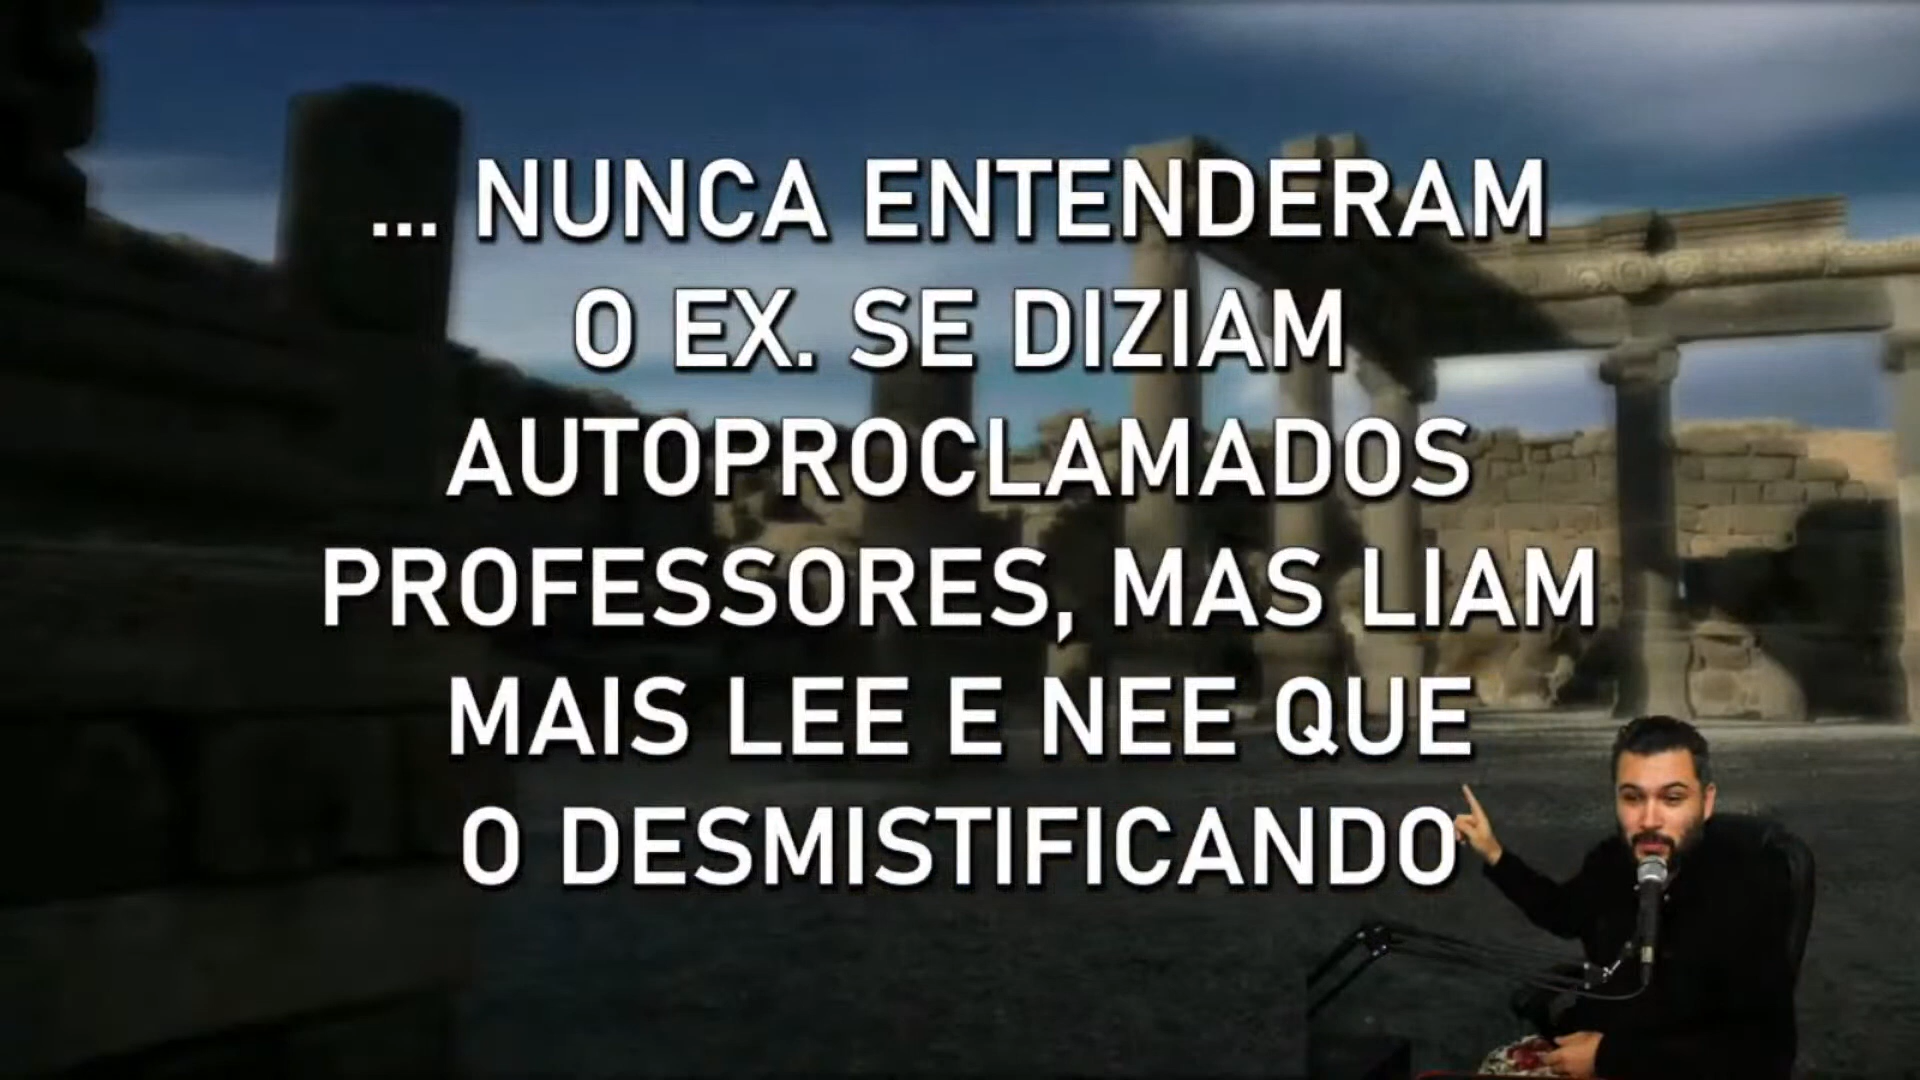 ... NUNCA ENTENDERAM
O EX. SE DIZIAM
AUTOPROCLAMADOS
PROFESSORES, MAS LIAM
MAIS LEE E NEE QUE
O DESMISTIFICANDO